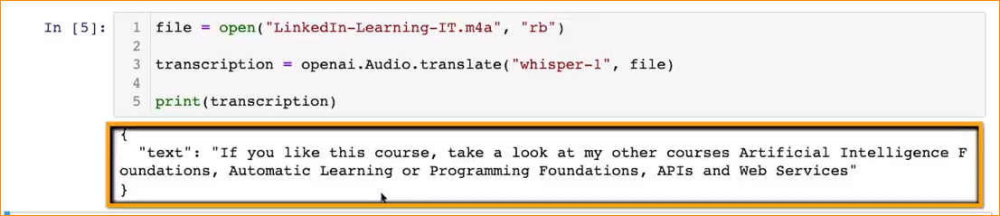 In [5]:
1 file = open("LinkedIn-Learning-IT.m4a", "rb")
2
3 transcription = openai.Audio.translate("whisper-1", file)
4
5 print(transcription)
{
"text": "If you like this course, take a look at my other courses Artificial Intelligence F
oundations, Automatic Learning or Programming Foundations, APIs and Web Services"
}